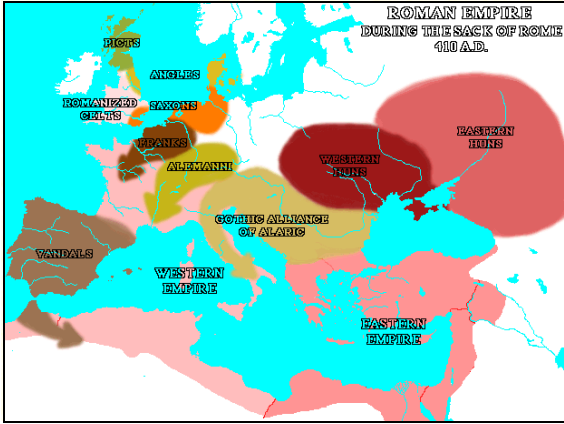 ROMAN EMPIRE
DURING THE SACK OF ROME
410 A.D.
PICTS
ANGLES
ROMANIZED
CELTS
SAXONS
FRANKS
ALEMANNI
WESTERN
HUNS
EASTERN
HUNS
GOTHIC ALLIANCE
OF ALARIC
VANDALS
WESTERN
EMPIRE
EASTERN
EMPIRE